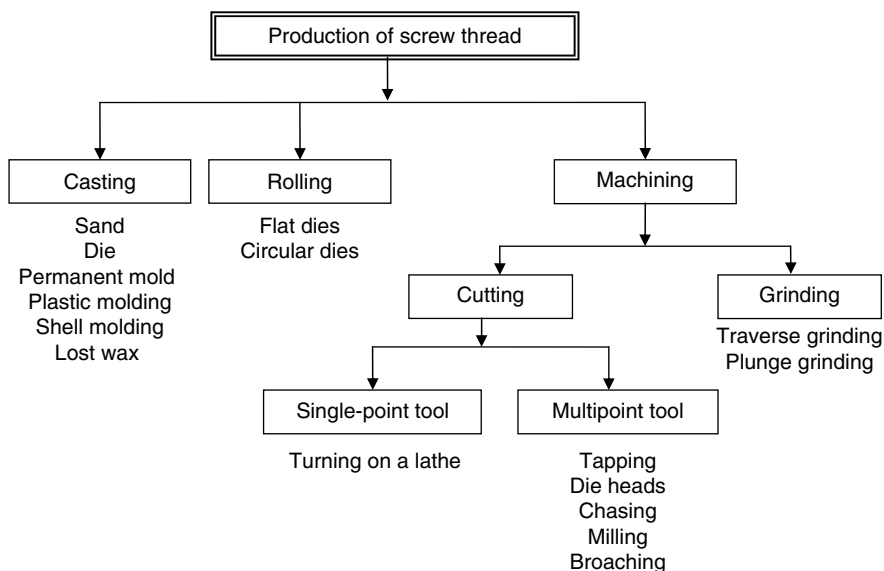 Production of screw thread
Casting
Rolling
Machining
Sand
Die
Permanent mold
Plastic molding
Shell molding
Lost wax
Flat dies
Circular dies
Cutting
Grinding
Traverse grinding
Plunge grinding
Single-point tool
Multipoint tool
Turning on a lathe
Tapping
Die heads
Chasing
Milling
Broaching